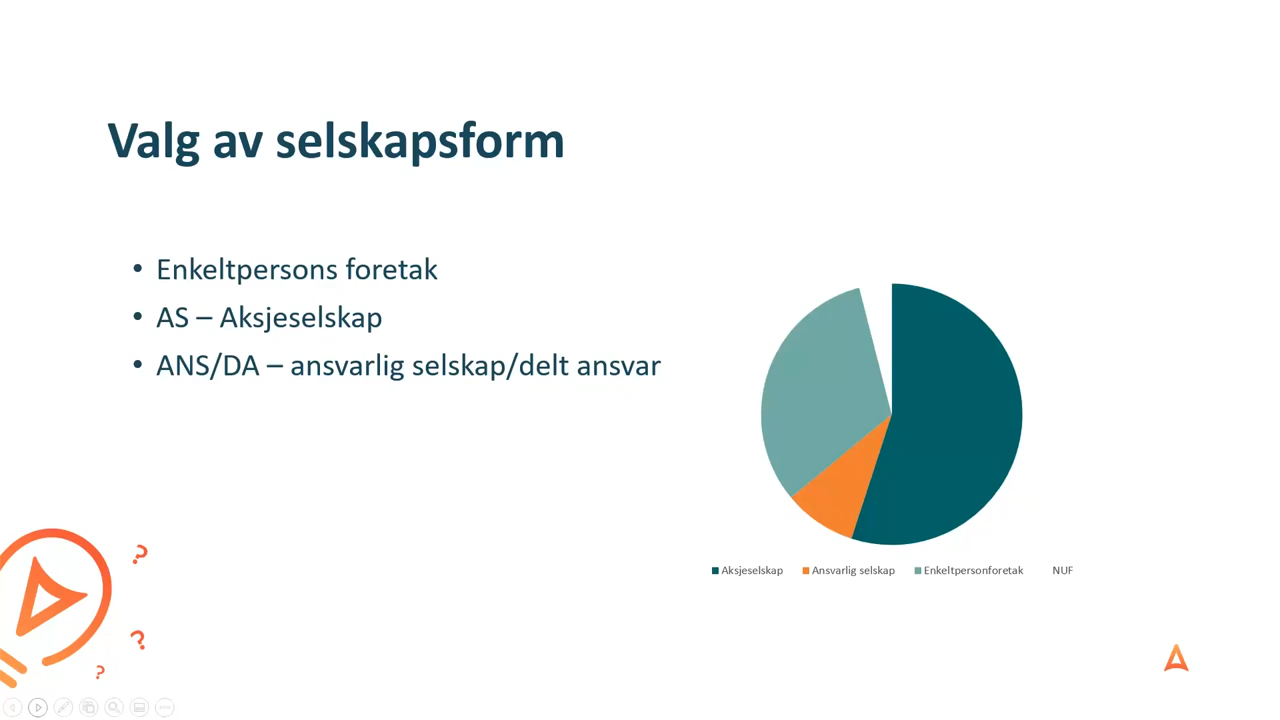 Valg av selskapsform
• Enkeltpersons foretak
• AS – Aksjeselskap
• ANS/DA – ansvarlig selskap/delt ansvar
Aksjeselskap Ansvarlig selskap Enkeltpersonforetak NUF
?
?
?